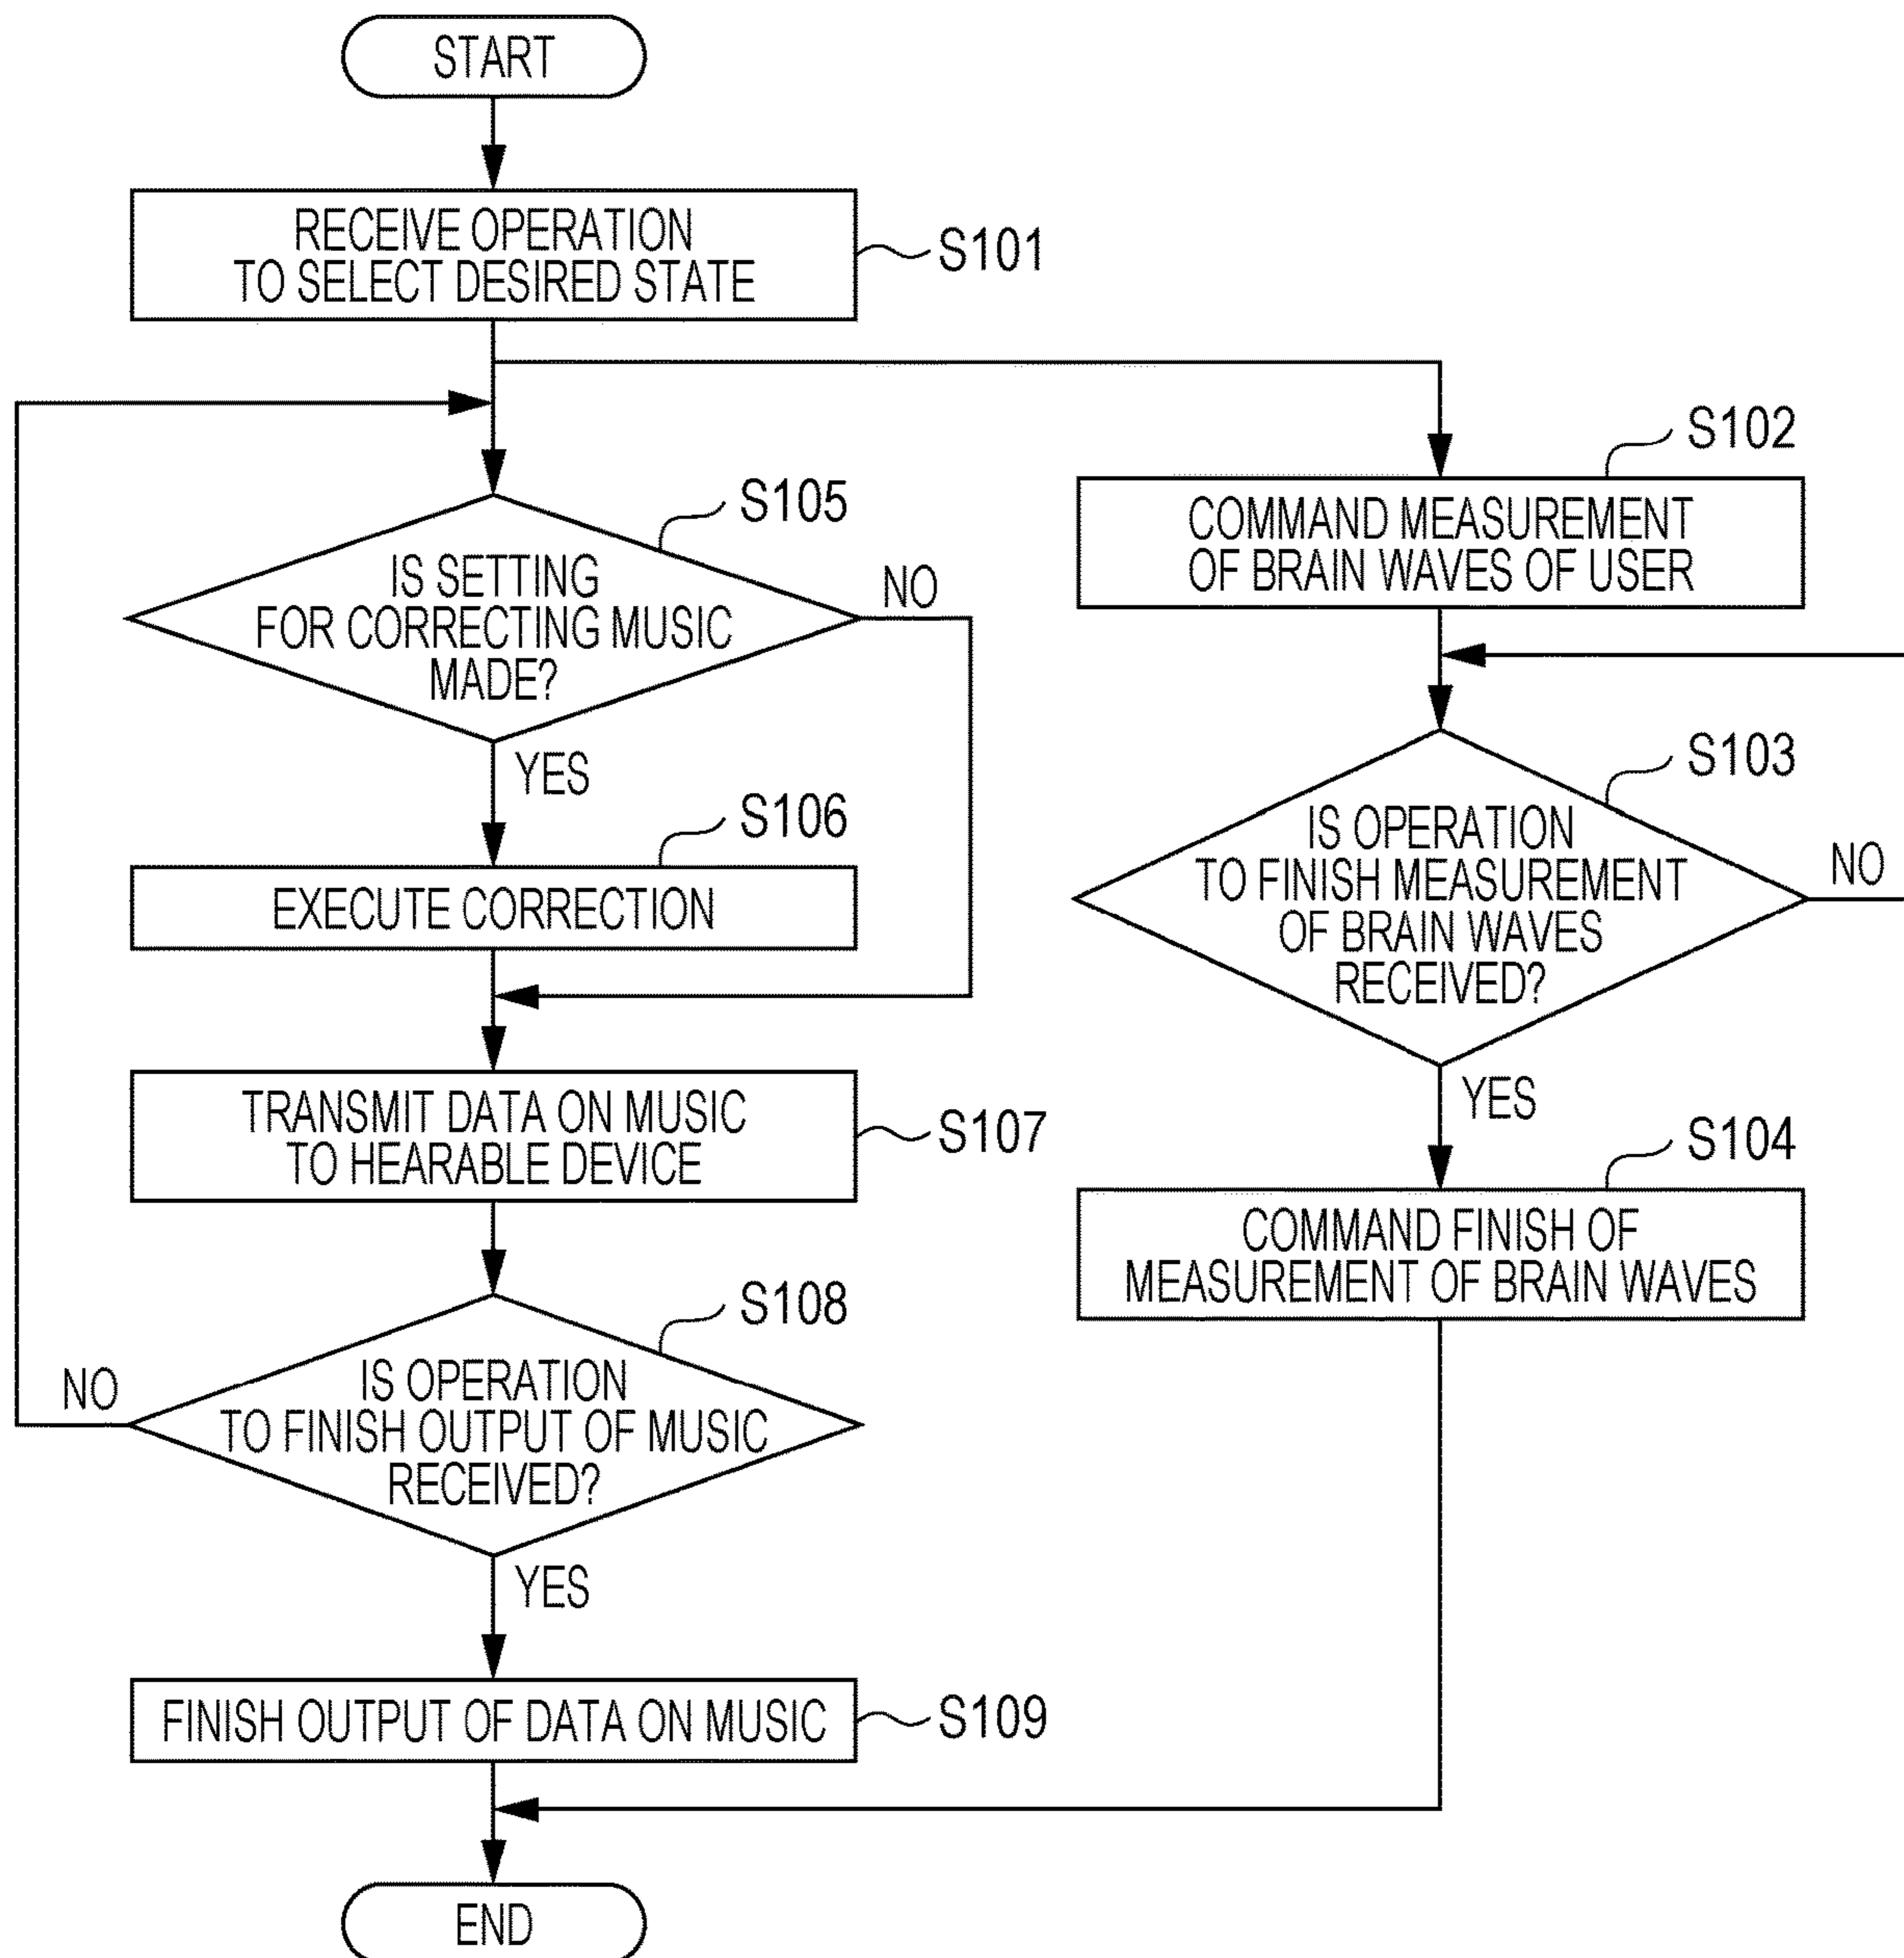 START
RECEIVE OPERATION
TO SELECT DESIRED STATE
S101
S102
COMMAND MEASUREMENT
OF BRAIN WAVES OF USER
S105
IS SETTING
FOR CORRECTING MUSIC
MADE?
NO
YES
S103
IS OPERATION
TO FINISH MEASUREMENT
OF BRAIN WAVES
RECEIVED?
NO
YES
S106
EXECUTE CORRECTION
TRANSMIT DATA ON MUSIC
TO HEARABLE DEVICE
S107
S104
COMMAND FINISH OF
MEASUREMENT OF BRAIN WAVES
S108
IS OPERATION
TO FINISH OUTPUT OF MUSIC
RECEIVED?
NO
YES
FINISH OUTPUT OF DATA ON MUSIC
S109
END